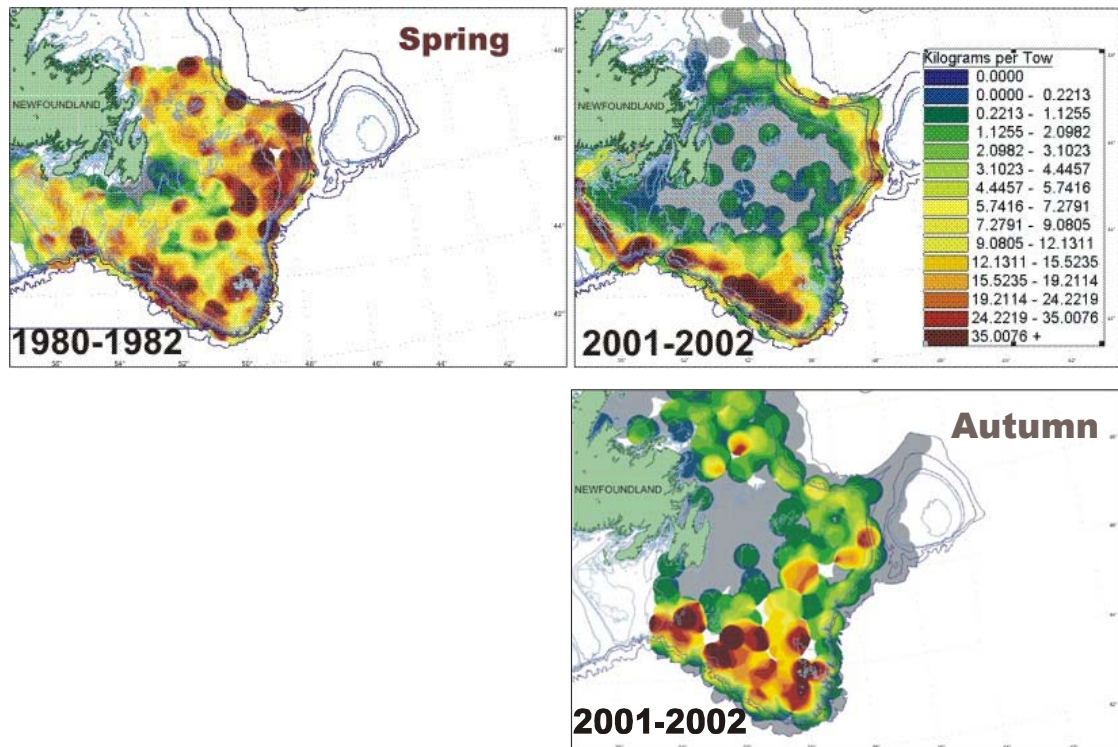 Spring
NEWFOUNDLAND
1980-1982
NEWFOUNDLAND
2001-2002
Kilograms per Tow
0.0000
0.0000 - 0.2213
0.2213 - 1.1255
1.1255 - 2.0982
2.0982 - 3.1023
3.1023 - 4.4457
4.4457 - 5.7416
5.7416 - 7.2791
7.2791 - 9.0805
9.0805 - 12.1311
12.1311 - 15.5235
15.5235 - 19.2114
19.2114 - 24.2219
24.2219 - 35.0076
35.0076 +
Autumn
NEWFOUNDLAND
2001-2002